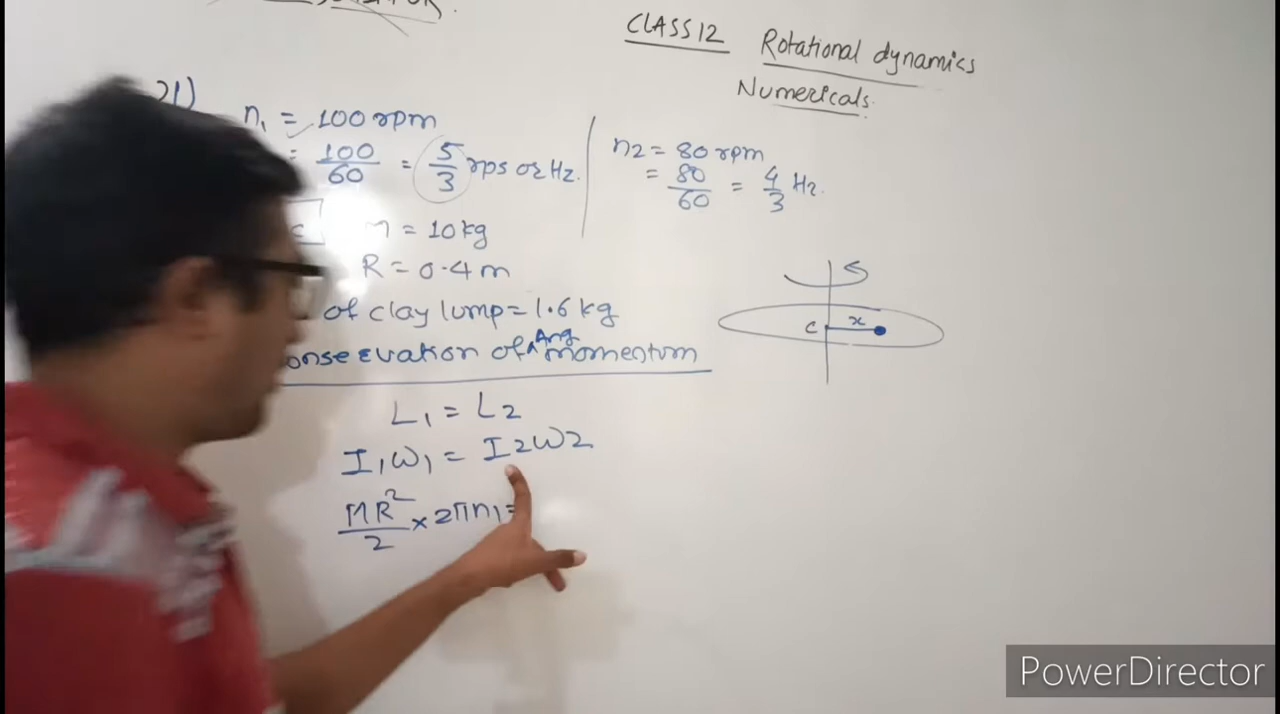 CLASS 12 Rotational dynamics
Numericals.
21)
n₁ = 100 rpm
= 100/60 = 5/3 rps or Hz.
n2 = 80 rpm
= 80/60 = 4/3 Hz.
M = 10 kg
R = 0.4 m
of clay lump = 1.6 kg
onservation of ^Ang momentum
C x
L₁ = L2
I₁ω₁ = I2ω2
MR²/2 × 2πn₁ =
PowerDirector